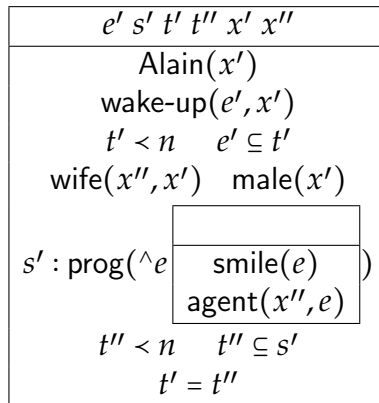 e′ s′ t′ t″ x′ x″
Alain(x′)
wake-up(e′, x′)
t′ < n e′ ⊆ t′
wife(x″, x′) male(x′)
s′ : prog(^e smile(e) )
agent(x″, e)
t″ < n t″ ⊆ s′
t′ = t″